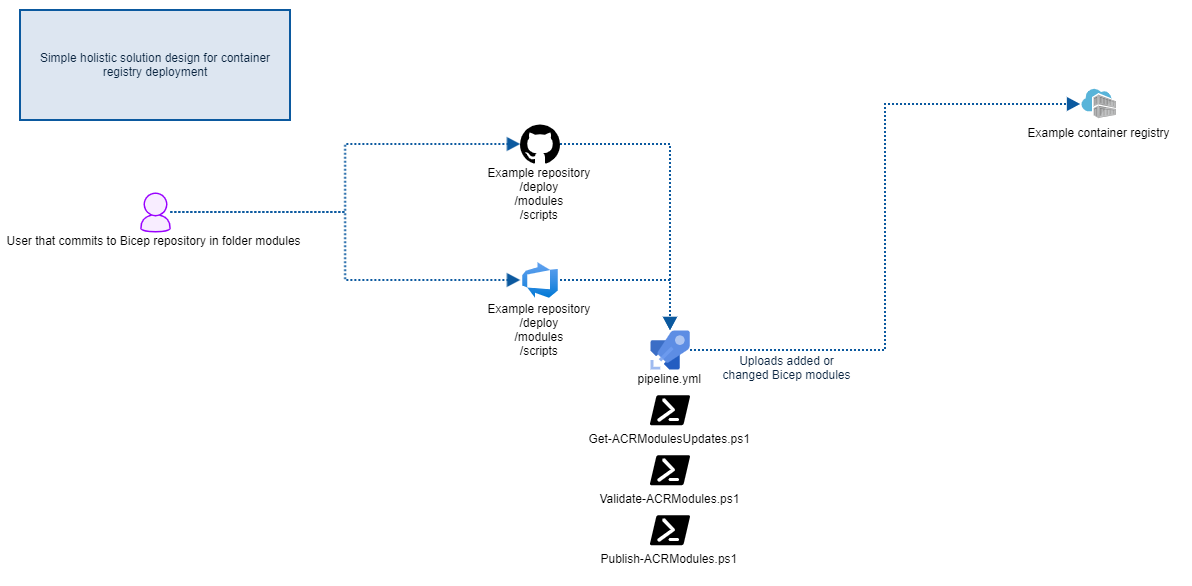 Simple holistic solution design for container
registry deployment
Example container registry
Example repository
/deploy
/modules
/scripts
User that commits to Bicep repository in folder modules
Example repository
/deploy
/modules
/scripts
Uploads added or
changed Bicep modules
pipeline.yml
Get-ACRModulesUpdates.ps1
Validate-ACRModules.ps1
Publish-ACRModules.ps1